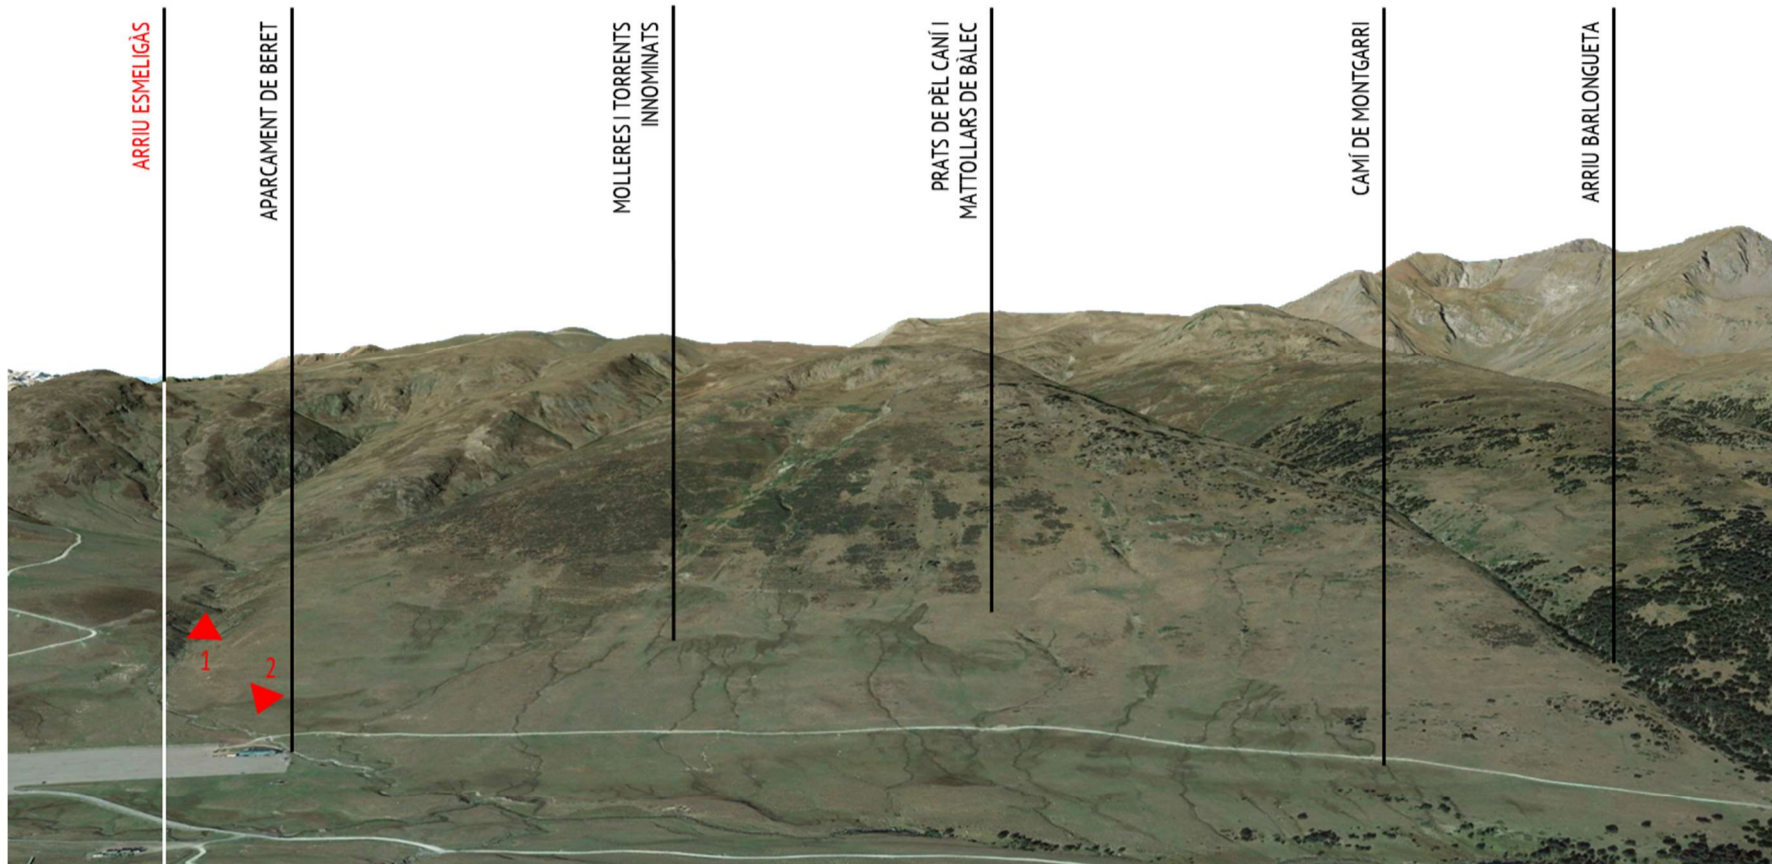 ARRIU ESMELIGÀS
APARCAMENT DE BERET
MOLLERES I TORRENTS
INNOMINATS
PRATS DE PÈL CANÍ I
MATTOLLARS DE BÀLEC
CAMÍ DE MONTGARRI
ARRIU BARLONGUETA
1
2